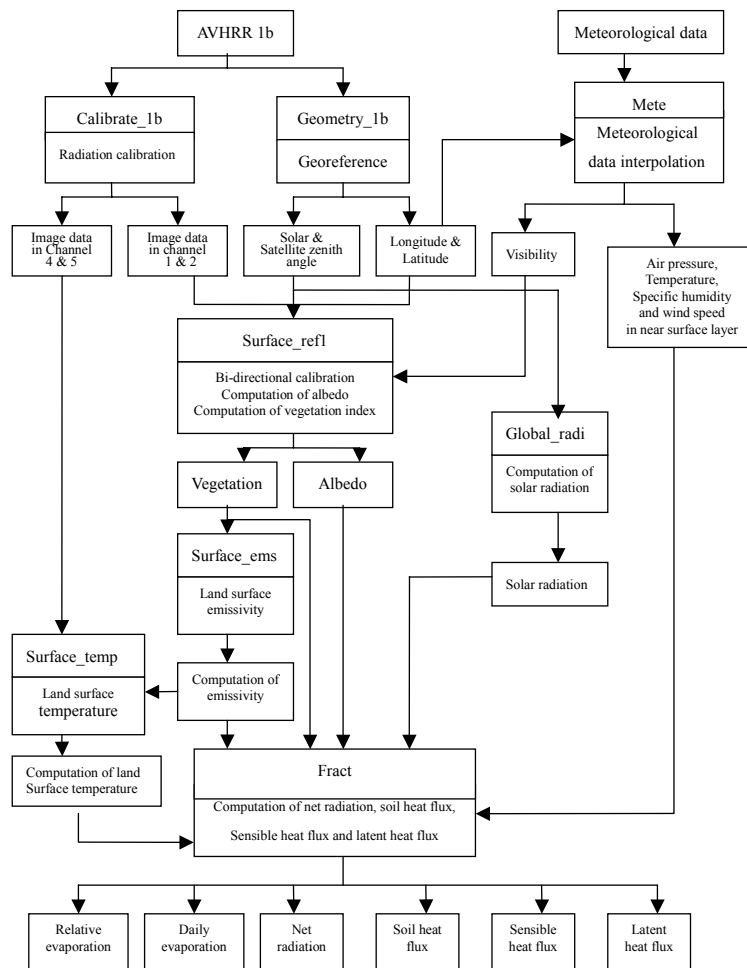 AVHRR 1b
Meteorological data
Calibrate_1b
Radiation calibration
Geometry_1b
Georeference
Mete
Meteorological
data interpolation
Image data
in Channel
4 & 5
Image data
in channel
1 & 2
Solar &
Satellite zenith
angle
Longitude &
Latitude
Visibility
Air pressure,
Temperature,
Specific humidity
and wind speed
in near surface layer
Surface_ref1
Bi-directional calibration
Computation of albedo
Computation of vegetation index
Global_radi
Computation of
solar radiation
Vegetation
Albedo
Surface_ems
Land surface
emissivity
Solar radiation
Surface_temp
Land surface
temperature
Computation of
emissivity
Computation of land
Surface temperature
Fract
Computation of net radiation, soil heat flux,
Sensible heat flux and latent heat flux
Relative
evaporation
Daily
evaporation
Net
radiation
Soil heat
flux
Sensible
heat flux
Latent
heat flux